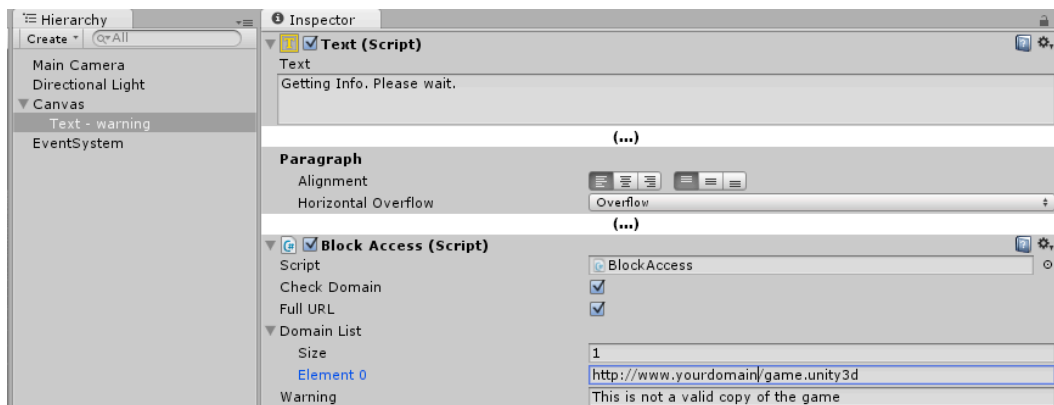 Hierarchy
Create
All
Main Camera
Directional Light
Canvas
Text - warning
EventSystem
Inspector
Text (Script)
Text
Getting Info. Please wait.
(...)
Paragraph
Alignment
Horizontal Overflow Overflow
(...)
Block Access (Script)
Script BlockAccess
Check Domain
Full URL
Domain List
Size 1
Element 0 http://www.yourdomain/game.unity3d
Warning This is not a valid copy of the game